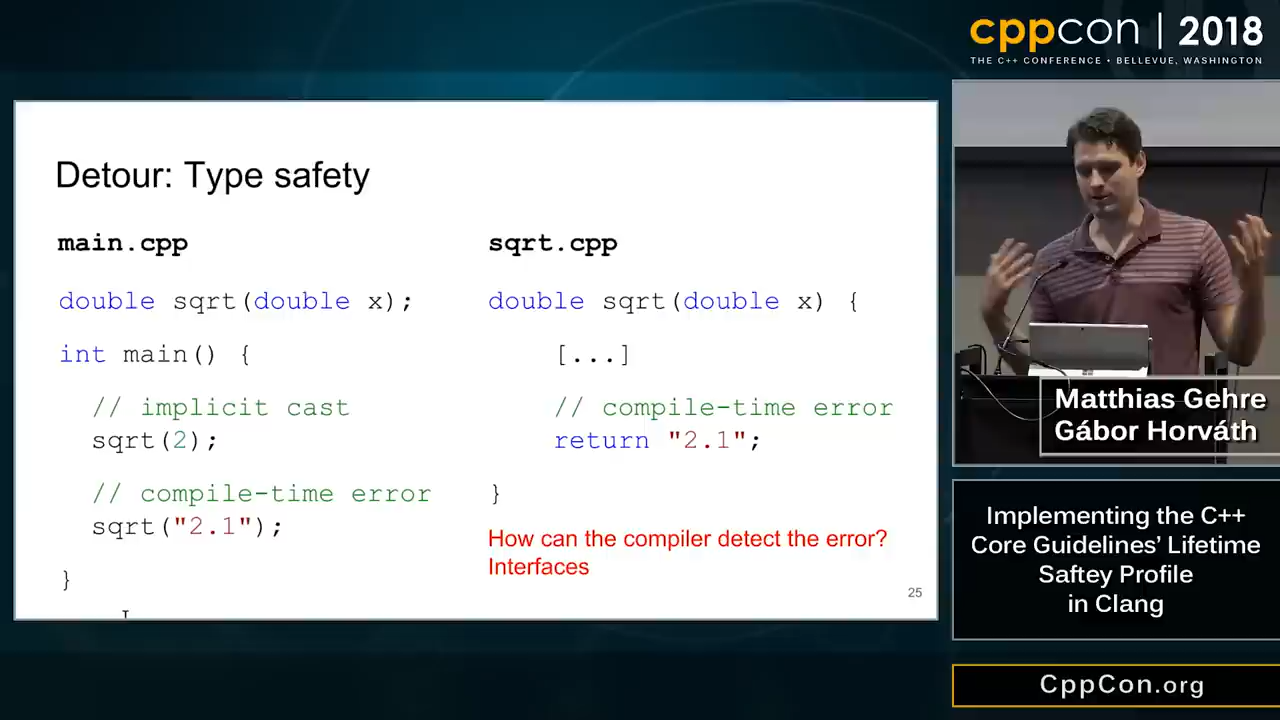 cppcon | 2018
THE C++ CONFERENCE • BELLEVUE, WASHINGTON
Detour: Type safety
main.cpp
double sqrt(double x);
int main() {
// implicit cast
sqrt(2);
// compile-time error
sqrt("2.1");
}
sqrt.cpp
double sqrt(double x) {
[...]
// compile-time error
return "2.1";
}
How can the compiler detect the error?
Interfaces
25
Matthias Gehre
Gábor Horváth
Implementing the C++
Core Guidelines' Lifetime
Saftey Profile
in Clang
CppCon.org